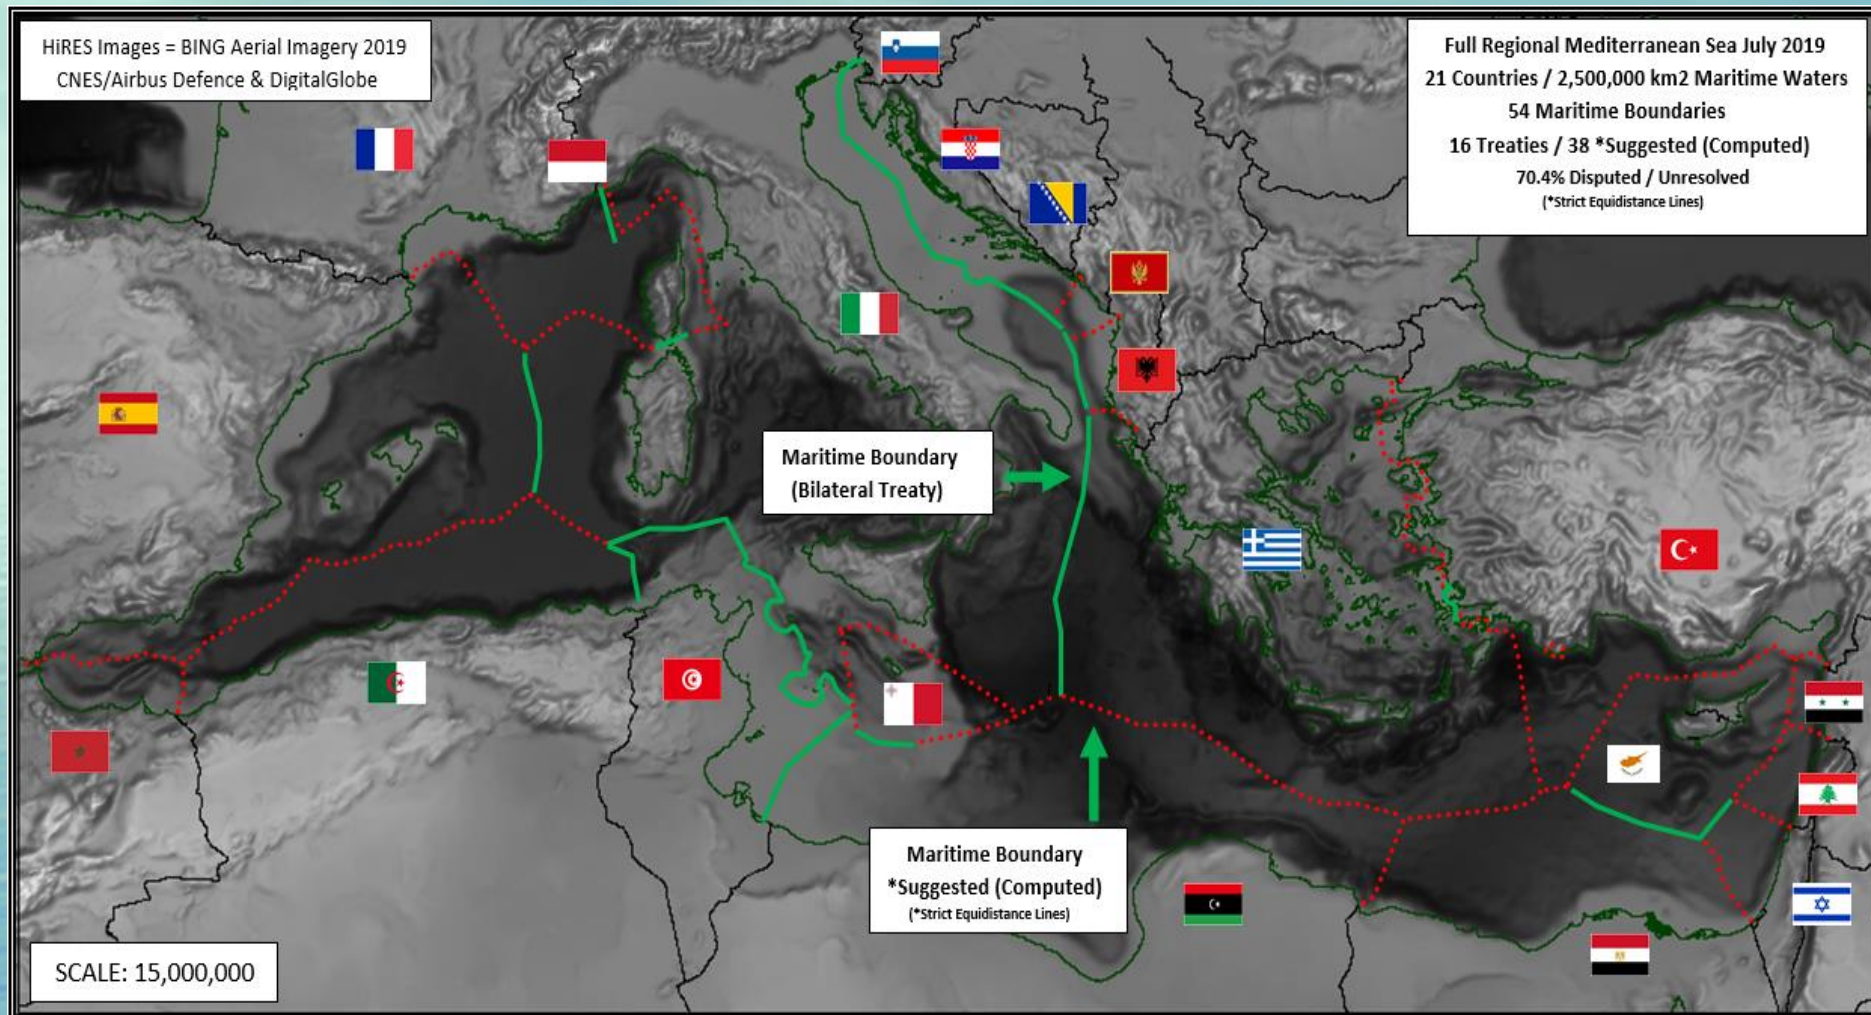 HiRES Images = BING Aerial Imagery 2019
CNES/Airbus Defence & DigitalGlobe
Full Regional Mediterranean Sea July 2019
21 Countries / 2,500,000 km2 Maritime Waters
54 Maritime Boundaries
16 Treaties / 38 *Suggested (Computed)
70.4% Disputed / Unresolved
(*Strict Equidistance Lines)
Maritime Boundary
(Bilateral Treaty)
Maritime Boundary
*Suggested (Computed)
(*Strict Equidistance Lines)
SCALE: 15,000,000